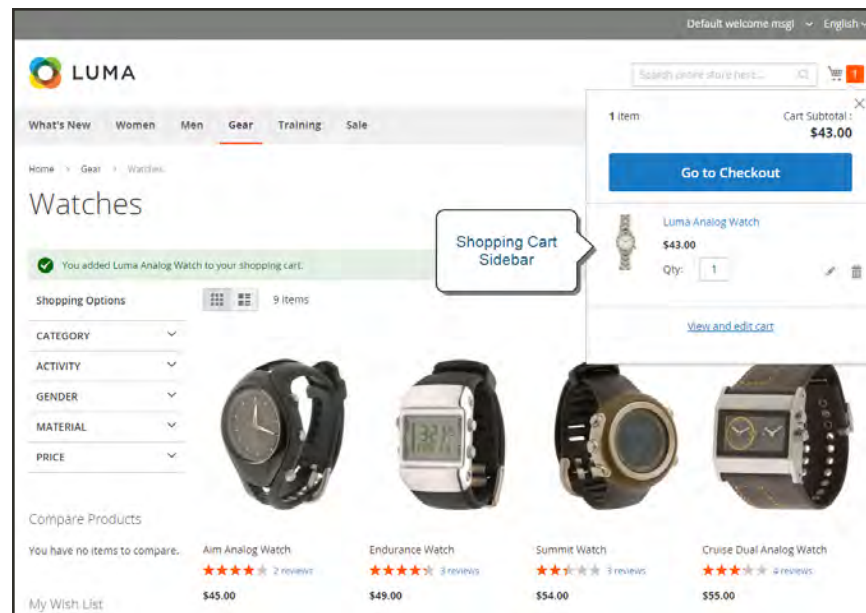 Default welcome msg! English
LUMA
Search entire store here...
1
What's New Women Men Gear Training Sale
1 item
Cart Subtotal :
$43.00
Go to Checkout
Home > Gear > Watches
Watches
Shopping Cart
Sidebar
Luma Analog Watch
$43.00
Qty: 1
View and edit cart
You added Luma Analog Watch to your shopping cart.
Shopping Options
9 items
CATEGORY
ACTIVITY
GENDER
MATERIAL
PRICE
Compare Products
You have no items to compare.
My Wish List
Aim Analog Watch
2 reviews
$45.00
Endurance Watch
3 reviews
$49.00
Summit Watch
3 reviews
$54.00
Cruise Dual Analog Watch
4 reviews
$55.00